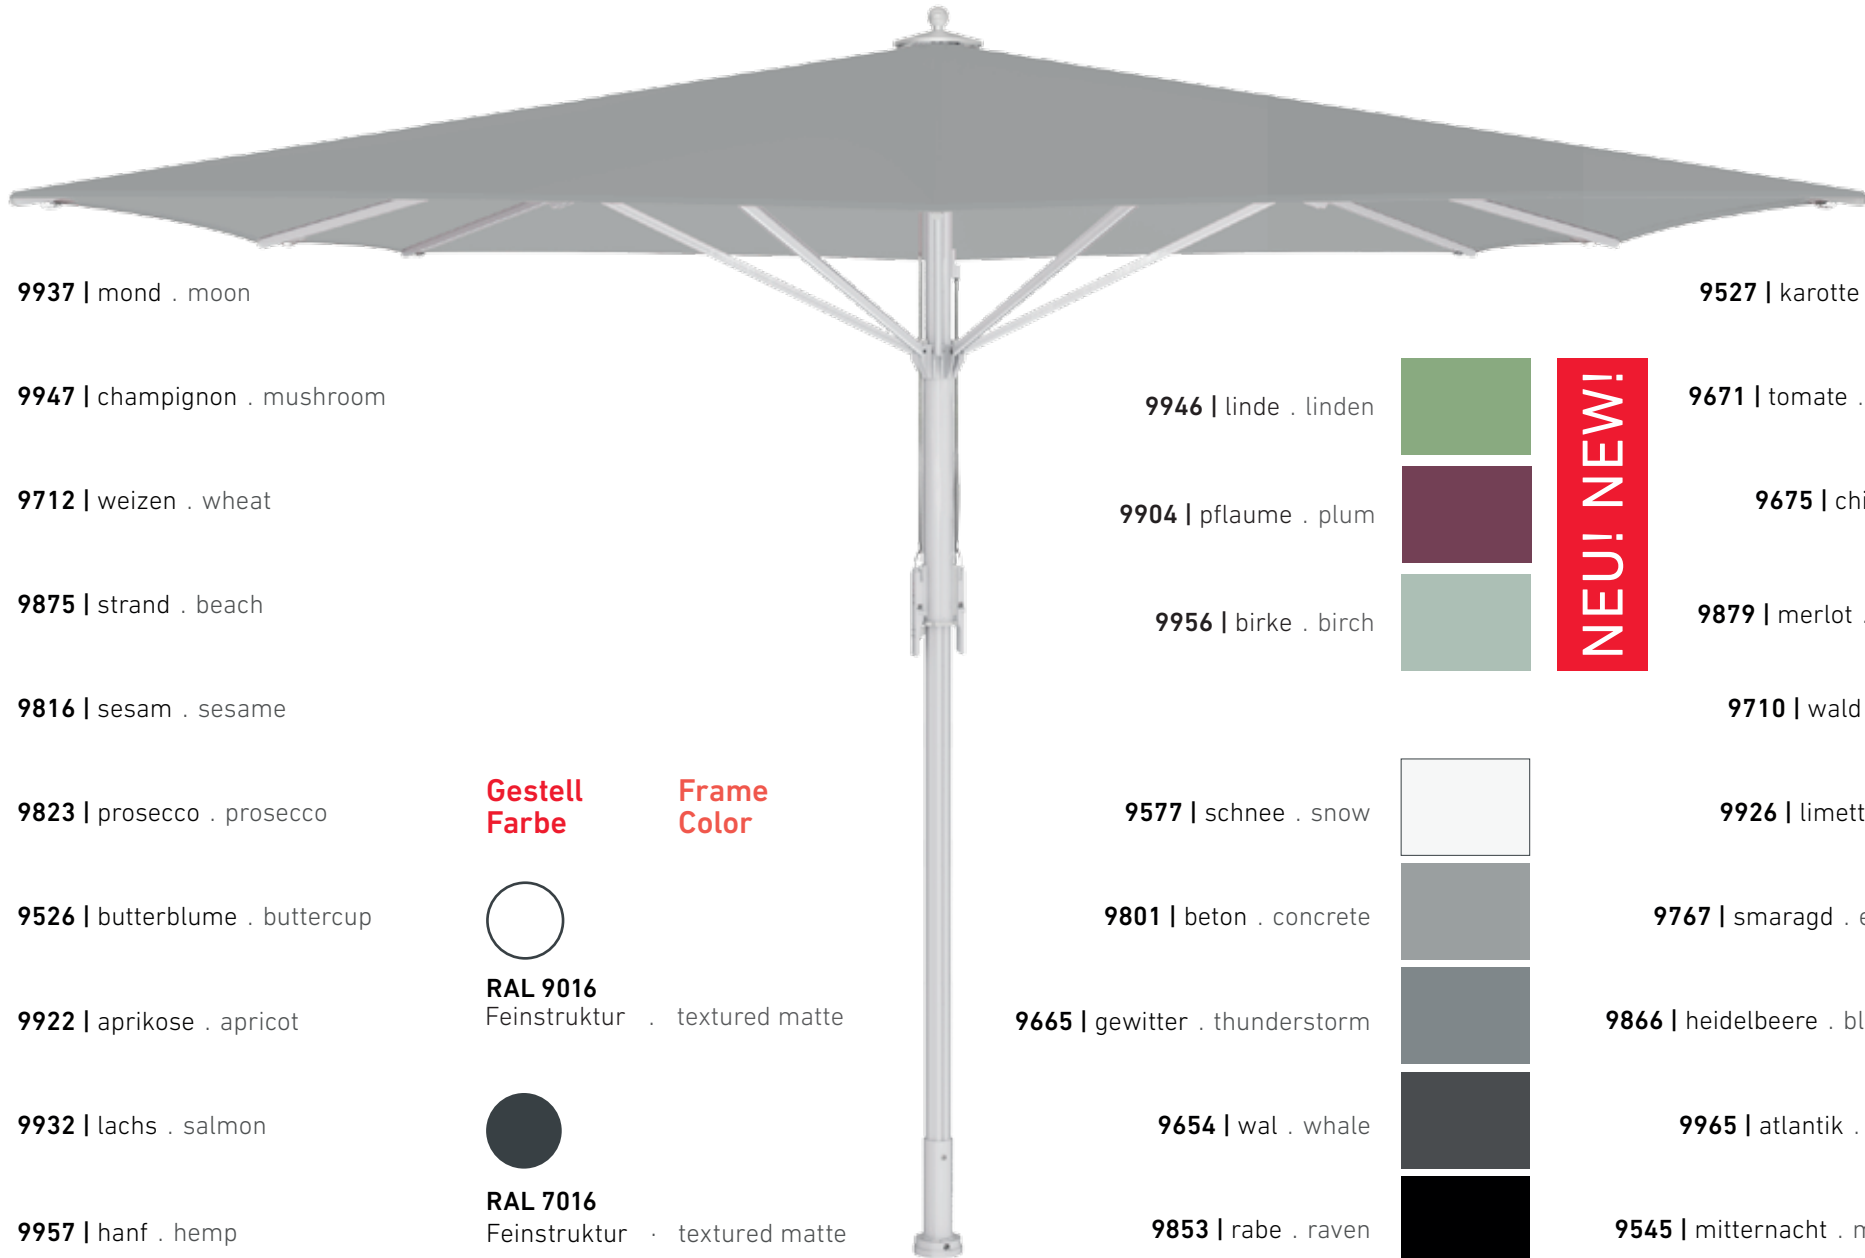 9937 | mond . moon
9947 | champignon . mushroom
9712 | weizen . wheat
9875 | strand . beach
9816 | sesam . sesame
9823 | prosecco . prosecco
9526 | butterblume . buttercup
9922 | aprikose . apricot
9932 | lachs . salmon
9957 | hanf . hemp
Gestell Farbe
Frame Color
RAL 9016
Feinstruktur . textured matte
RAL 7016
Feinstruktur · textured matte
9946 | linde . linden
9904 | pflaume . plum
9956 | birke . birch
NEU! NEW!
9577 | schnee . snow
9801 | beton . concrete
9665 | gewitter . thunderstorm
9654 | wal . whale
9853 | rabe . raven
9527 | karotte
9671 | tomate .
9675 |
9879 | merlot .
9710 | wald
9926 |
9767 | smaragd .
9866 | heidelbeere .
9965 | atlantik .
9545 | mitternacht .